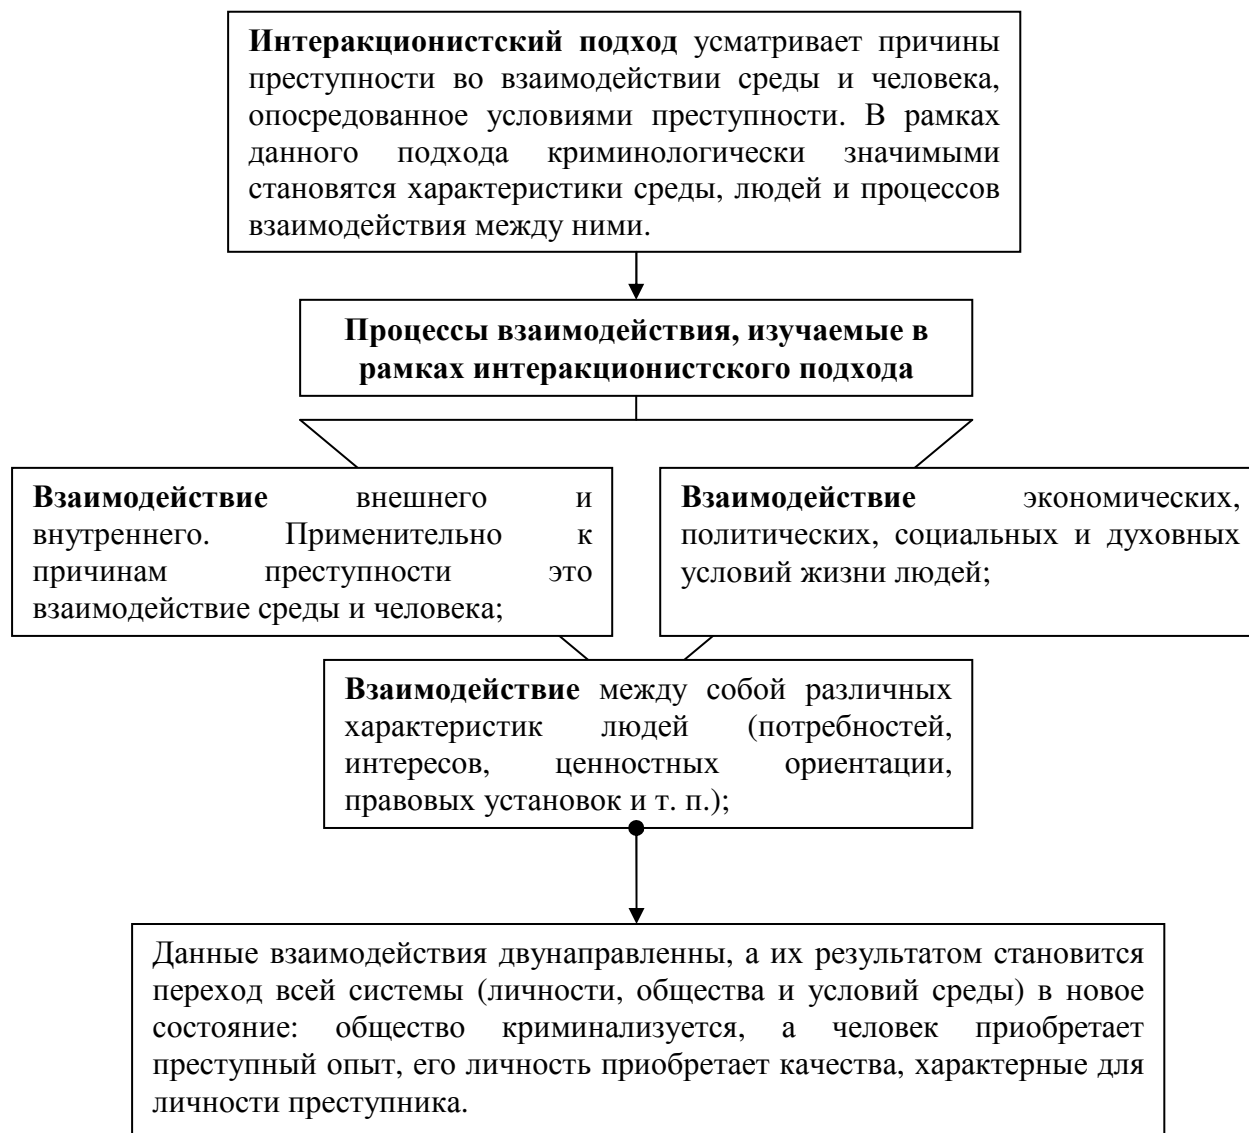 Интеракционистский подход усматривает причины
преступности во взаимодействии среды и человека,
опосредованное условиями преступности. В рамках
данного подхода криминологически значимыми
становятся характеристики среды, людей и процессов
взаимодействия между ними.
Процессы взаимодействия, изучаемые в
рамках интеракционистского подхода
Взаимодействие внешнего и
внутреннего. Применительно к
причинам преступности это
взаимодействие среды и человека;
Взаимодействие экономических,
политических, социальных и духовных
условий жизни людей;
Взаимодействие между собой различных
характеристик людей (потребностей,
интересов, ценностных ориентации,
правовых установок и т. п.);
Данные взаимодействия двунаправленны, а их результатом становится
переход всей системы (личности, общества и условий среды) в новое
состояние: общество криминализуется, а человек приобретает
преступный опыт, его личность приобретает качества, характерные для
личности преступника.